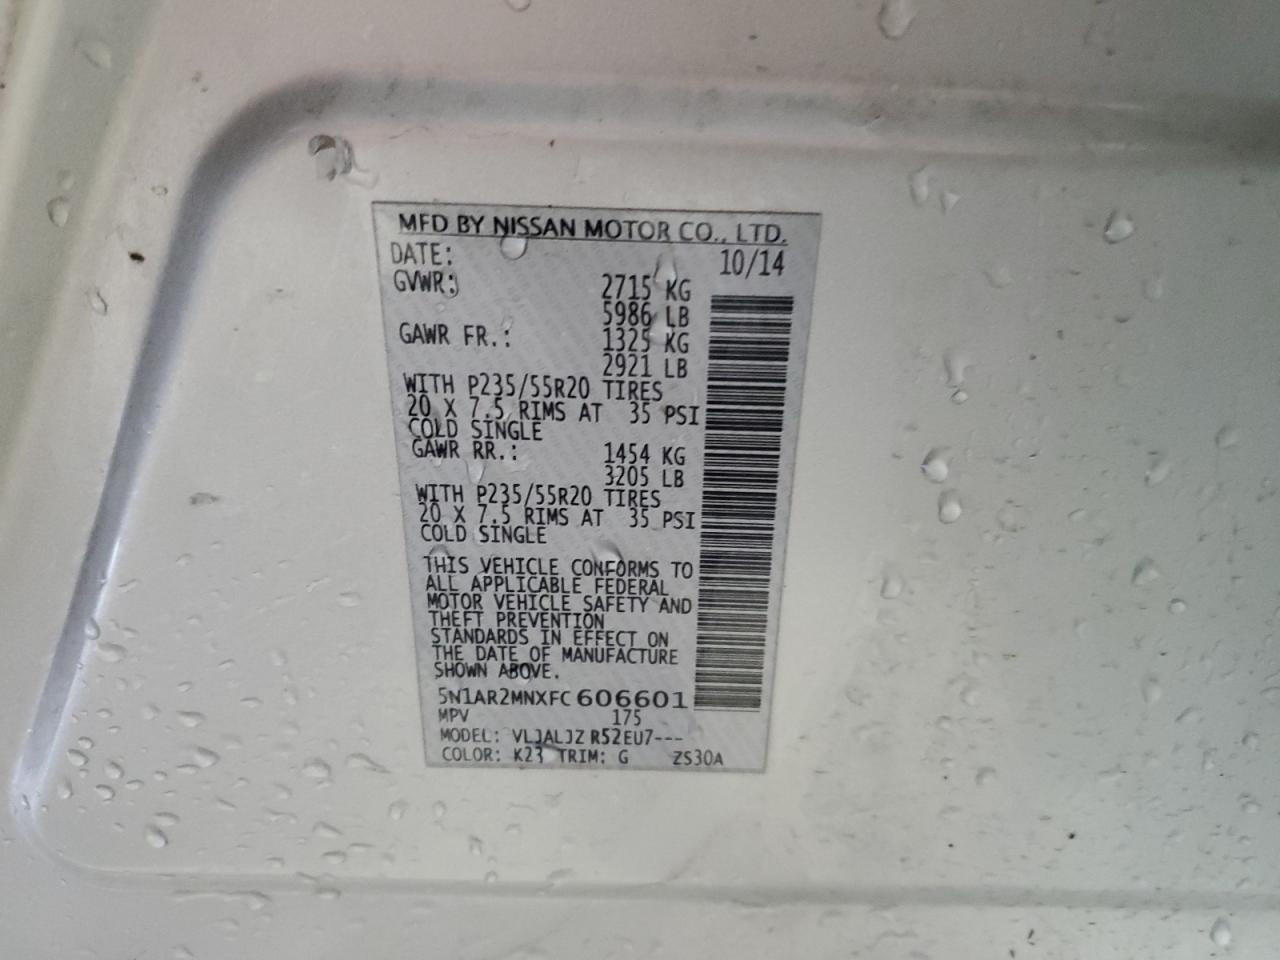 MFD BY NISSAN MOTOR CO., LTD.
DATE: 10/14
GVWR: 2715 KG
5986 LB
GAWR FR.: 1325 KG
2921 LB
WITH P235/55R20 TIRES
20 X 7.5 RIMS AT 35 PSI
COLD SINGLE
GAWR RR.: 1454 KG
3205 LB
WITH P235/55R20 TIRES
20 X 7.5 RIMS AT 35 PSI
COLD SINGLE
THIS VEHICLE CONFORMS TO
ALL APPLICABLE FEDERAL
MOTOR VEHICLE SAFETY AND
THEFT PREVENTION
STANDARDS IN EFFECT ON
THE DATE OF MANUFACTURE
SHOWN ABOVE.
5N1AR2MNXFC606601
MPV 175
MODEL: VLJALJZ R52EU7---
COLOR: K23 TRIM: G ZS30A